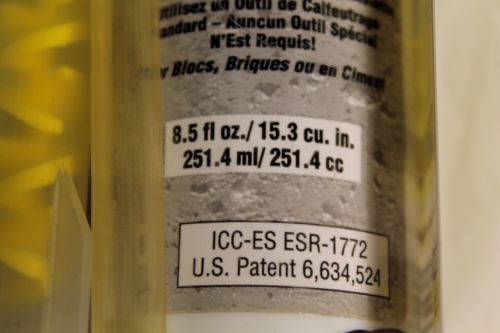 Utilisez un Outil de Calfeutrage
Standard – Aucun Outil Spécial
N'Est Requis!
Blocs, Briques ou en Ciment
8.5 fl oz./ 15.3 cu. in.
251.4 ml/ 251.4 cc
ICC-ES ESR-1772
U.S. Patent 6,634,524